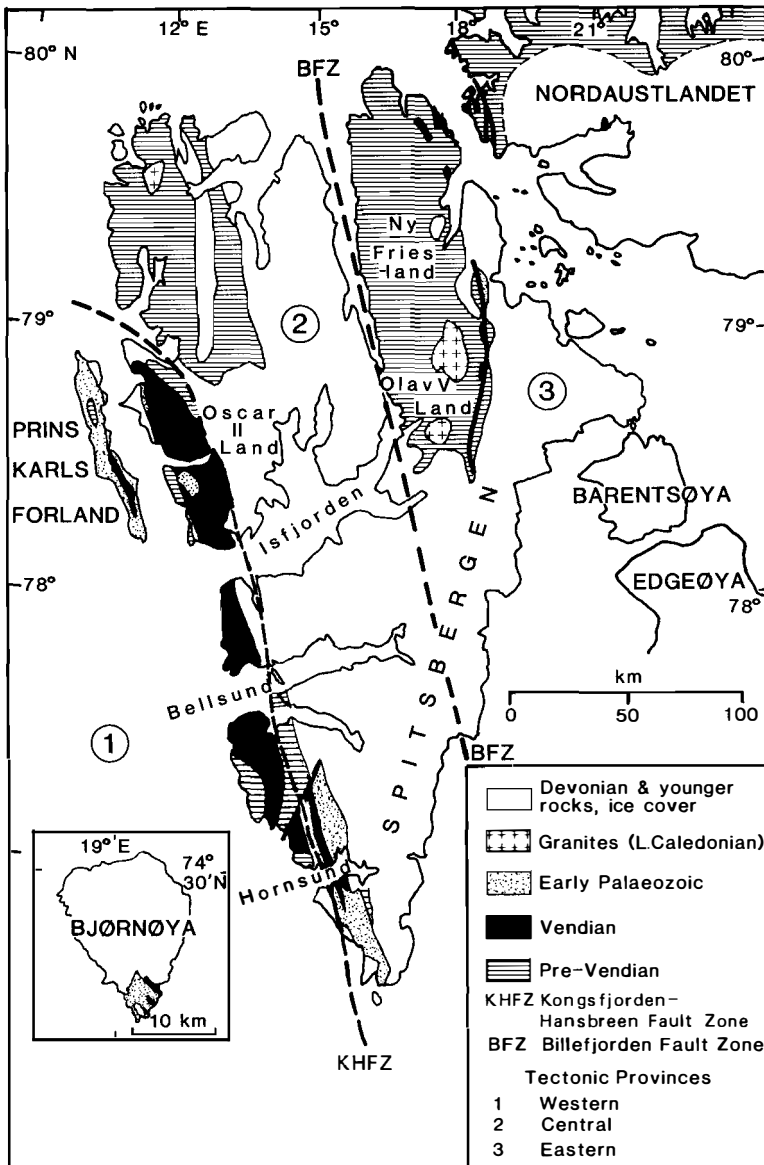 12° E 15° 18° 21°
80° N
80°
BFZ
NORDAUSTLANDET
Ny
Fries
-land
79°
79°
2
3
Olav V
Land
Oscar
II
Land
PRINS
KARLS
FORLAND
Isfjorden
BARENTSØYA
EDGEØYA
78°
78°
SPITSBERGEN
km
0 50 100
Bellsund
1
BFZ
Hornsund
KHFZ
19° E
74°
30'N
BJØRNØYA
10 km
Devonian & younger
rocks, ice cover
Granites (L.Caledonian)
Early Palaeozoic
Vendian
Pre-Vendian
KHFZ Kongsfjorden-
Hansbreen Fault Zone
BFZ Billefjorden Fault Zone
Tectonic Provinces
1 Western
2 Central
3 Eastern